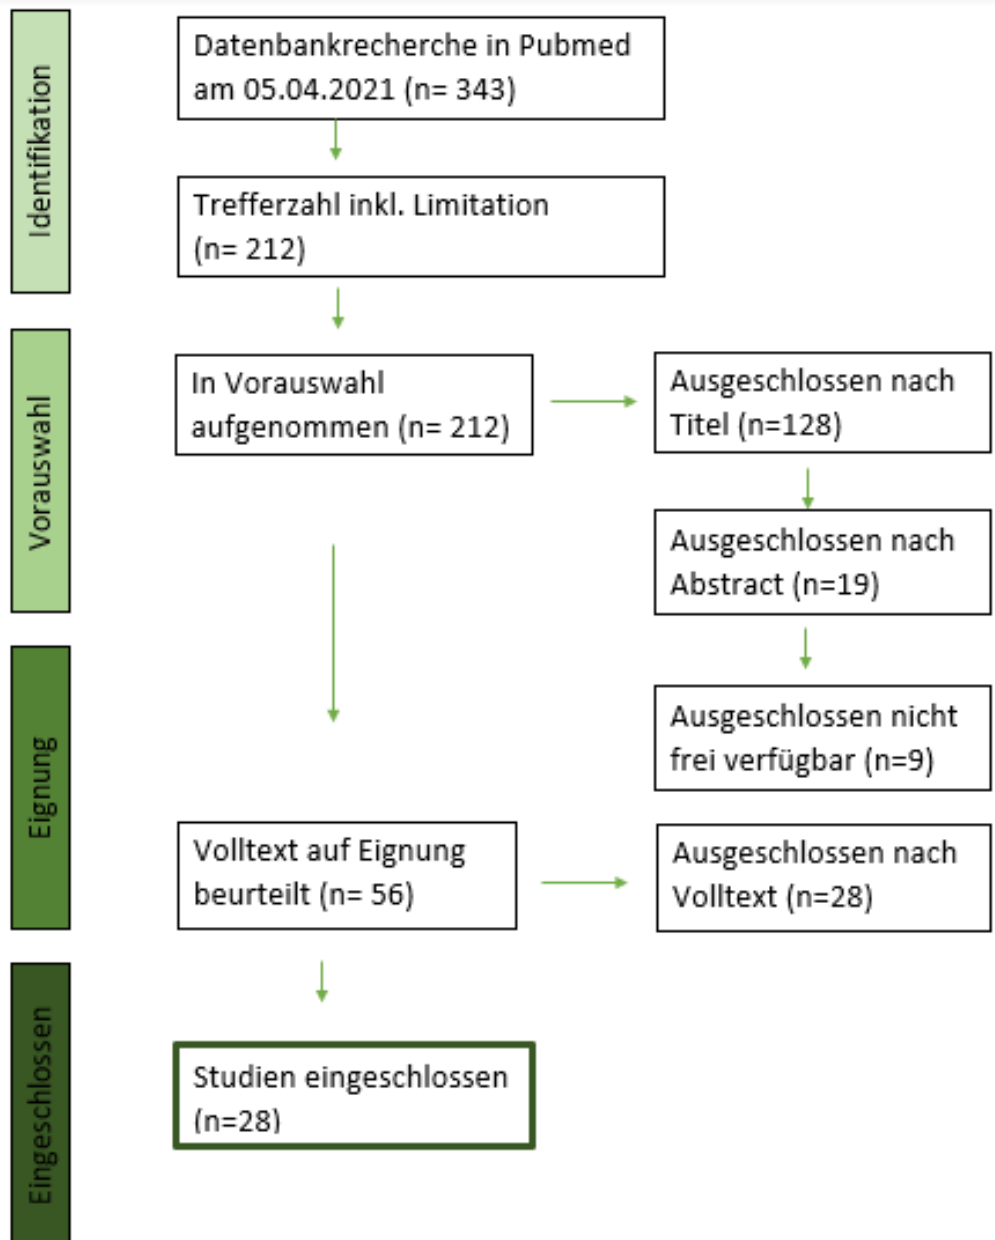 Identifikation
Datenbankrecherche in Pubmed
am 05.04.2021 (n= 343)
Trefferzahl inkl. Limitation
(n= 212)
Vorauswahl
In Vorauswahl
aufgenommen (n= 212)
Ausgeschlossen nach
Titel (n=128)
Ausgeschlossen nach
Abstract (n=19)
Eignung
Ausgeschlossen nicht
frei verfügbar (n=9)
Volltext auf Eignung
beurteilt (n= 56)
Ausgeschlossen nach
Volltext (n=28)
Eingeschlossen
Studien eingeschlossen
(n=28)